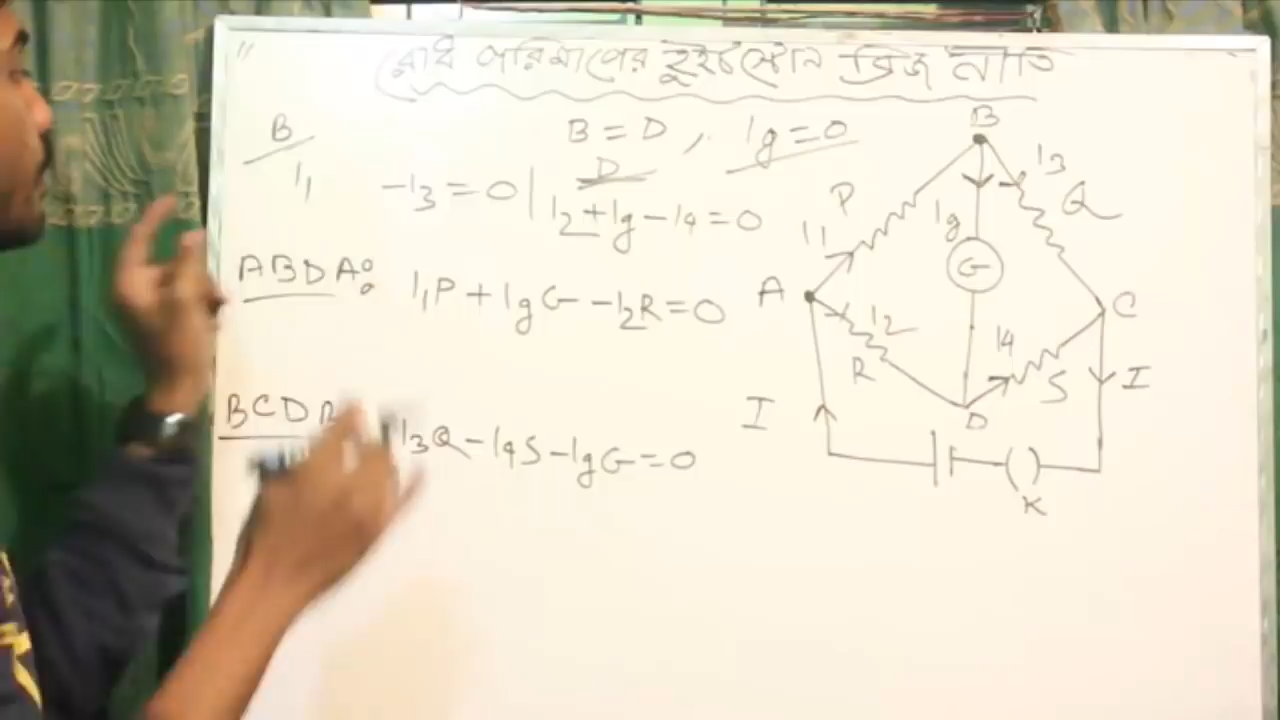 রোধ পরিমাপের হুইটস্টোন ব্রিজ নীতি
B = D , Ig = 0
B
I₁ -I₃ = 0
D
I₂ + Ig - I₄ = 0
ABDA: I₁P + IgG - I₂R = 0
BCDB I₃Q - I₄S - IgG = 0
B
I₃
P
Q
Ig
I₁
G
A
C
I₂
I₄
R
S
D
I
I
K